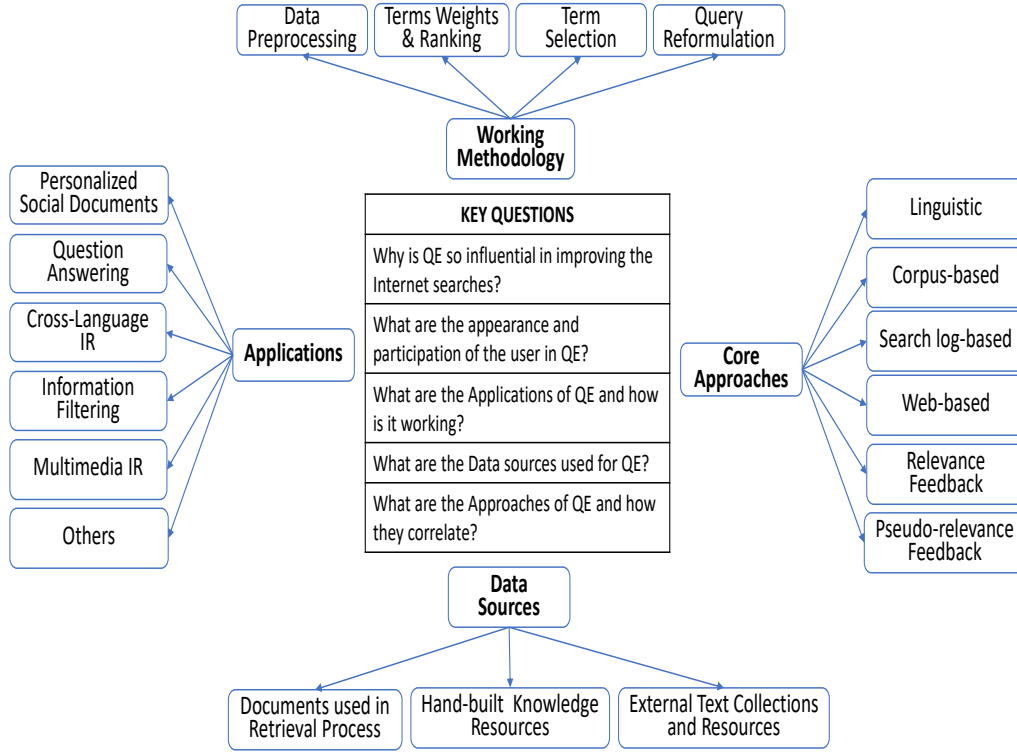 Data
Preprocessing
Terms Weights
& Ranking
Term
Selection
Query
Reformulation
Working
Methodology
Personalized
Social Documents
Question
Answering
Cross-Language
IR
Information
Filtering
Multimedia IR
Others
Applications
KEY QUESTIONS
Why is QE so influential in improving the
Internet searches?
What are the appearance and
participation of the user in QE?
What are the Applications of QE and how
is it working?
What are the Data sources used for QE?
What are the Approaches of QE and how
they correlate?
Core
Approaches
Linguistic
Corpus-based
Search log-based
Web-based
Relevance
Feedback
Pseudo-relevance
Feedback
Data
Sources
Documents used in
Retrieval Process
Hand-built Knowledge
Resources
External Text Collections
and Resources